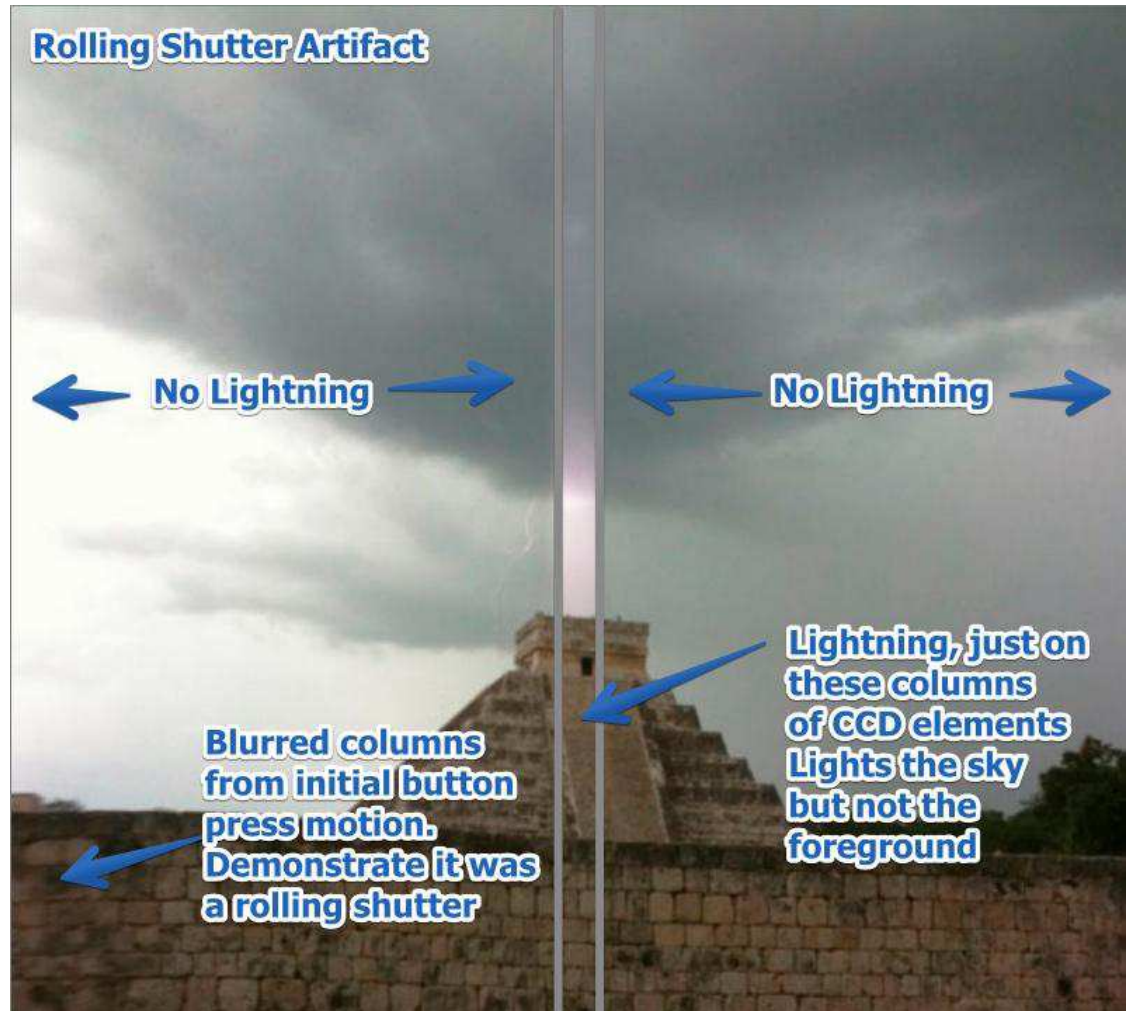 Rolling Shutter Artifact
No Lightning
No Lightning
Lightning, just on
these columns
of CCD elements
Lights the sky
but not the
foreground
Blurred columns
from initial button
press motion.
Demonstrate it was
a rolling shutter